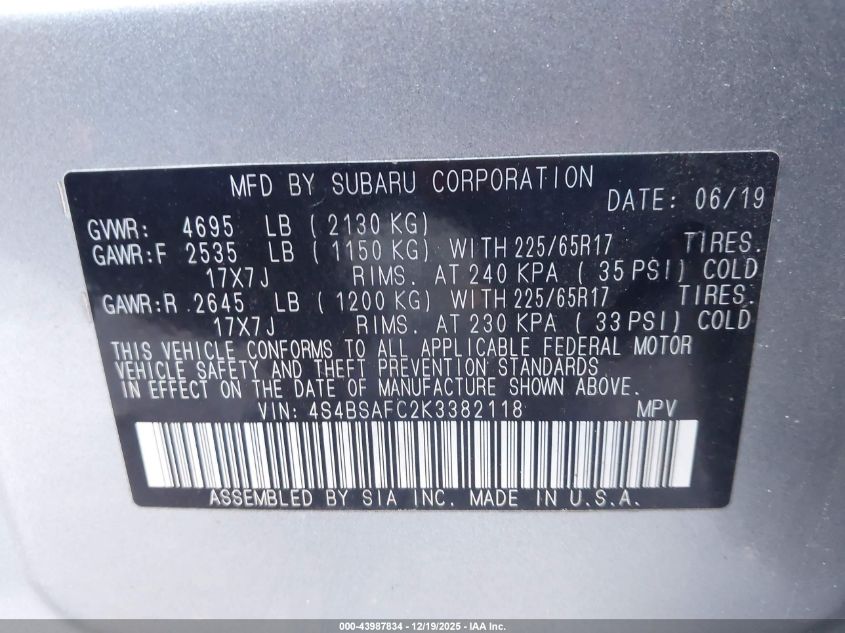 MFD BY SUBARU CORPORATION
DATE: 06/19
GVWR: 4695 LB ( 2130 KG)
GAWR:F 2535 LB ( 1150 KG) WITH 225/65R17 TIRES.
17X7J RIMS. AT 240 KPA ( 35 PSI) COLD
GAWR:R 2645 LB ( 1200 KG) WITH 225/65R17 TIRES.
17X7J RIMS. AT 230 KPA ( 33 PSI) COLD
THIS VEHICLE CONFORMS TO ALL APPLICABLE FEDERAL MOTOR
VEHICLE SAFETY AND THEFT PREVENTION STANDARDS
IN EFFECT ON THE DATE OF MANUFACTURE SHOWN ABOVE.
VIN: 4S4BSAFC2K3382118 MPV
ASSEMBLED BY SIA INC. MADE IN U.S.A.
000-43987834 - 12/19/2025 - IAA Inc.